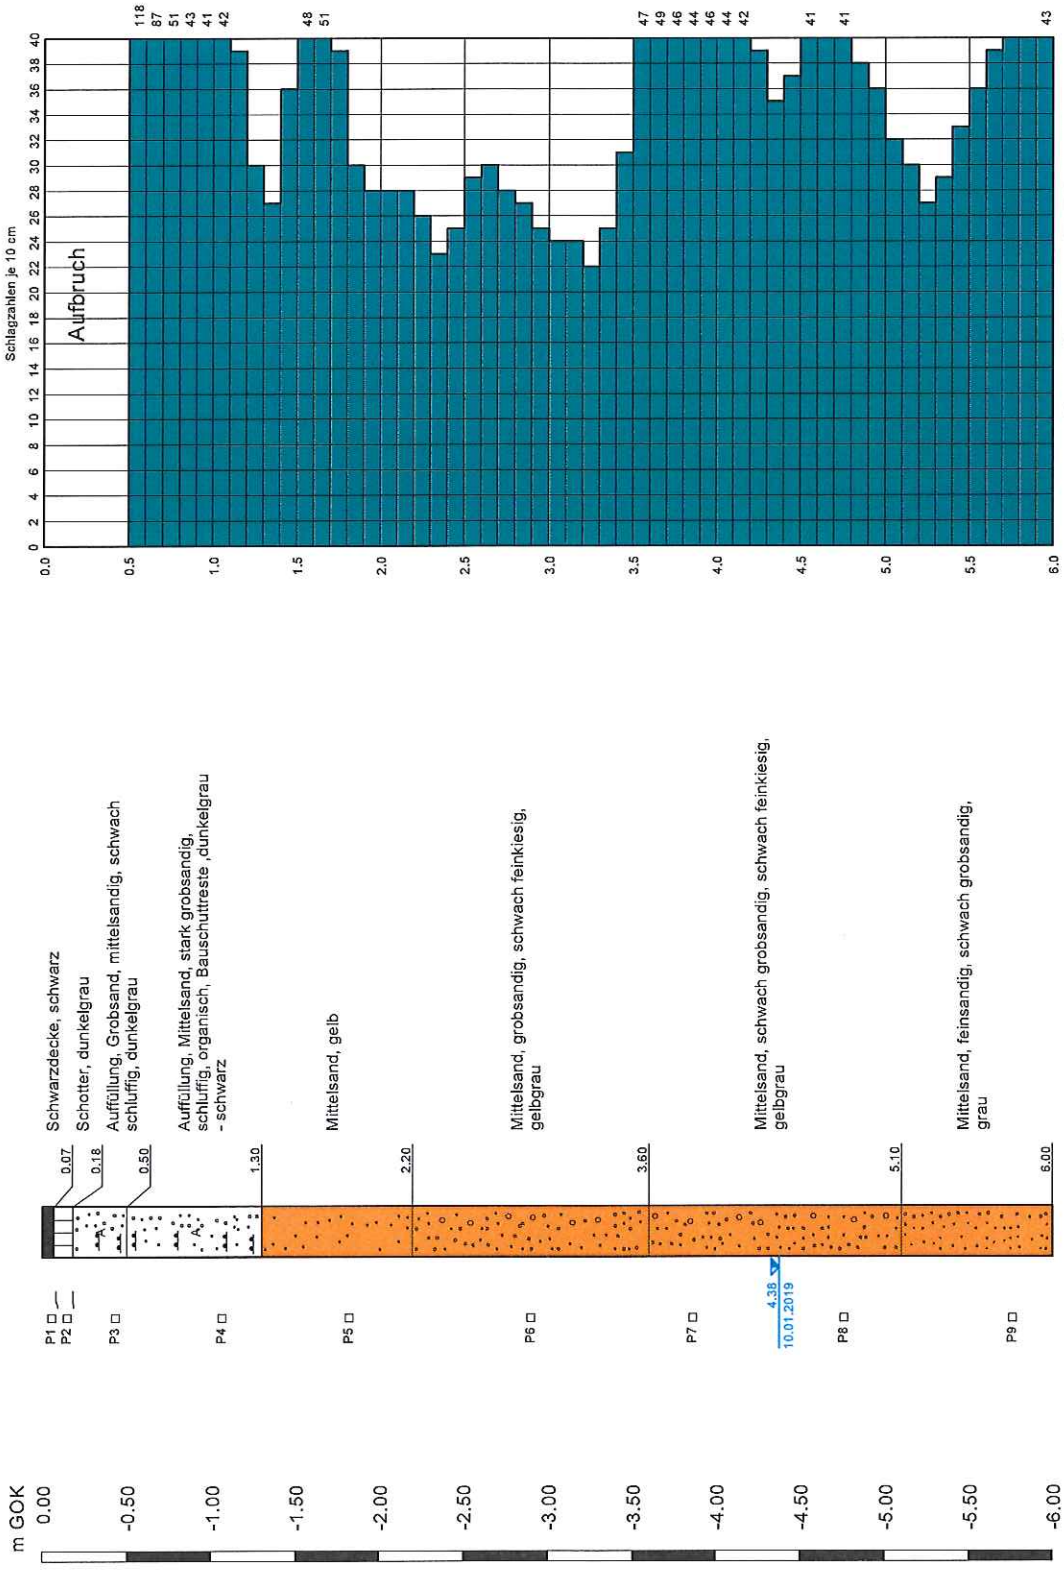 m GOK
0.00
-0.50
-1.00
-1.50
-2.00
-2.50
-3.00
-3.50
-4.00
-4.50
-5.00
-5.50
-6.00
P1
P2
P3
P4
P5
P6
P7
P8
P9
4.38
10.01.2019
A
A
0.07
0.18
0.50
1.30
2.20
3.60
5.10
6.00
Schwarzdecke, schwarz
Schotter, dunkelgrau
Auffüllung, Grobsand, mittelsandig, schwach
schluffig, dunkelgrau
Auffüllung, Mittelsand, stark grobsandig,
schluffig, organisch, Bauschuttreste ,dunkelgrau
- schwarz
Mittelsand, gelb
Mittelsand, grobsandig, schwach feinkiesig,
gelbgrau
Mittelsand, schwach grobsandig, schwach feinkiesig,
gelbgrau
Mittelsand, feinsandig, schwach grobsandig,
grau
Schlagzahlen je 10 cm
0 2 4 6 8 10 12 14 16 18 20 22 24 26 28 30 32 34 36 38 40
0.0
0.5
1.0
1.5
2.0
2.5
3.0
3.5
4.0
4.5
5.0
5.5
6.0
Aufbruch
118
87
51
43
41
42
48
51
47
49
46
44
46
44
42
41
41
43